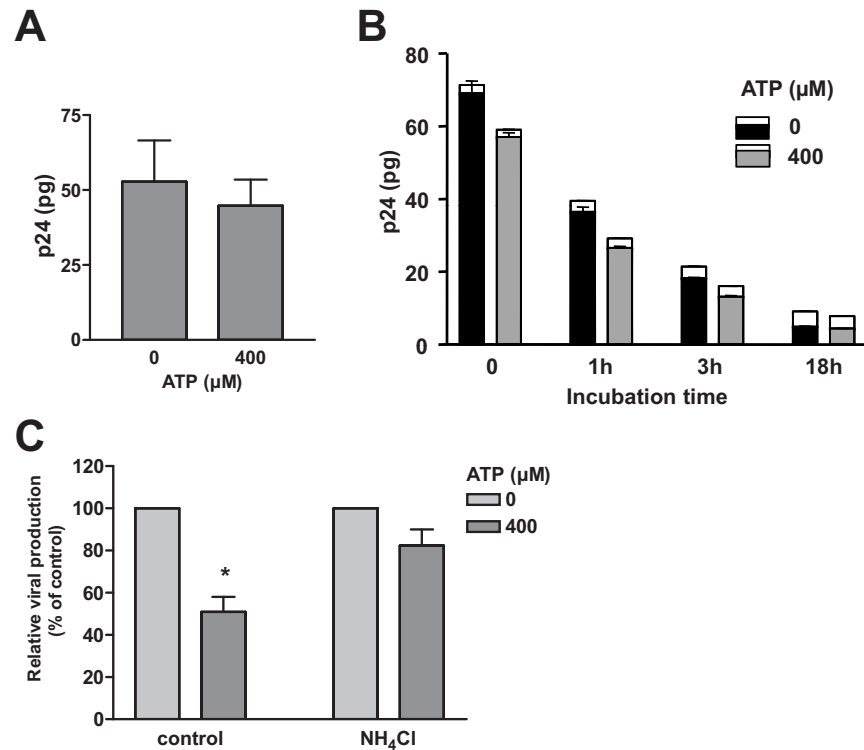 A
75
50
25
0
p24 (pg)
0 400
ATP (µM)
B
80
60
40
20
0
p24 (pg)
ATP (µM)
0
400
0 1h 3h 18h
Incubation time
C
120
100
80
60
40
20
0
Relative viral production
(% of control)
*
ATP (µM)
0
400
control NH₄Cl